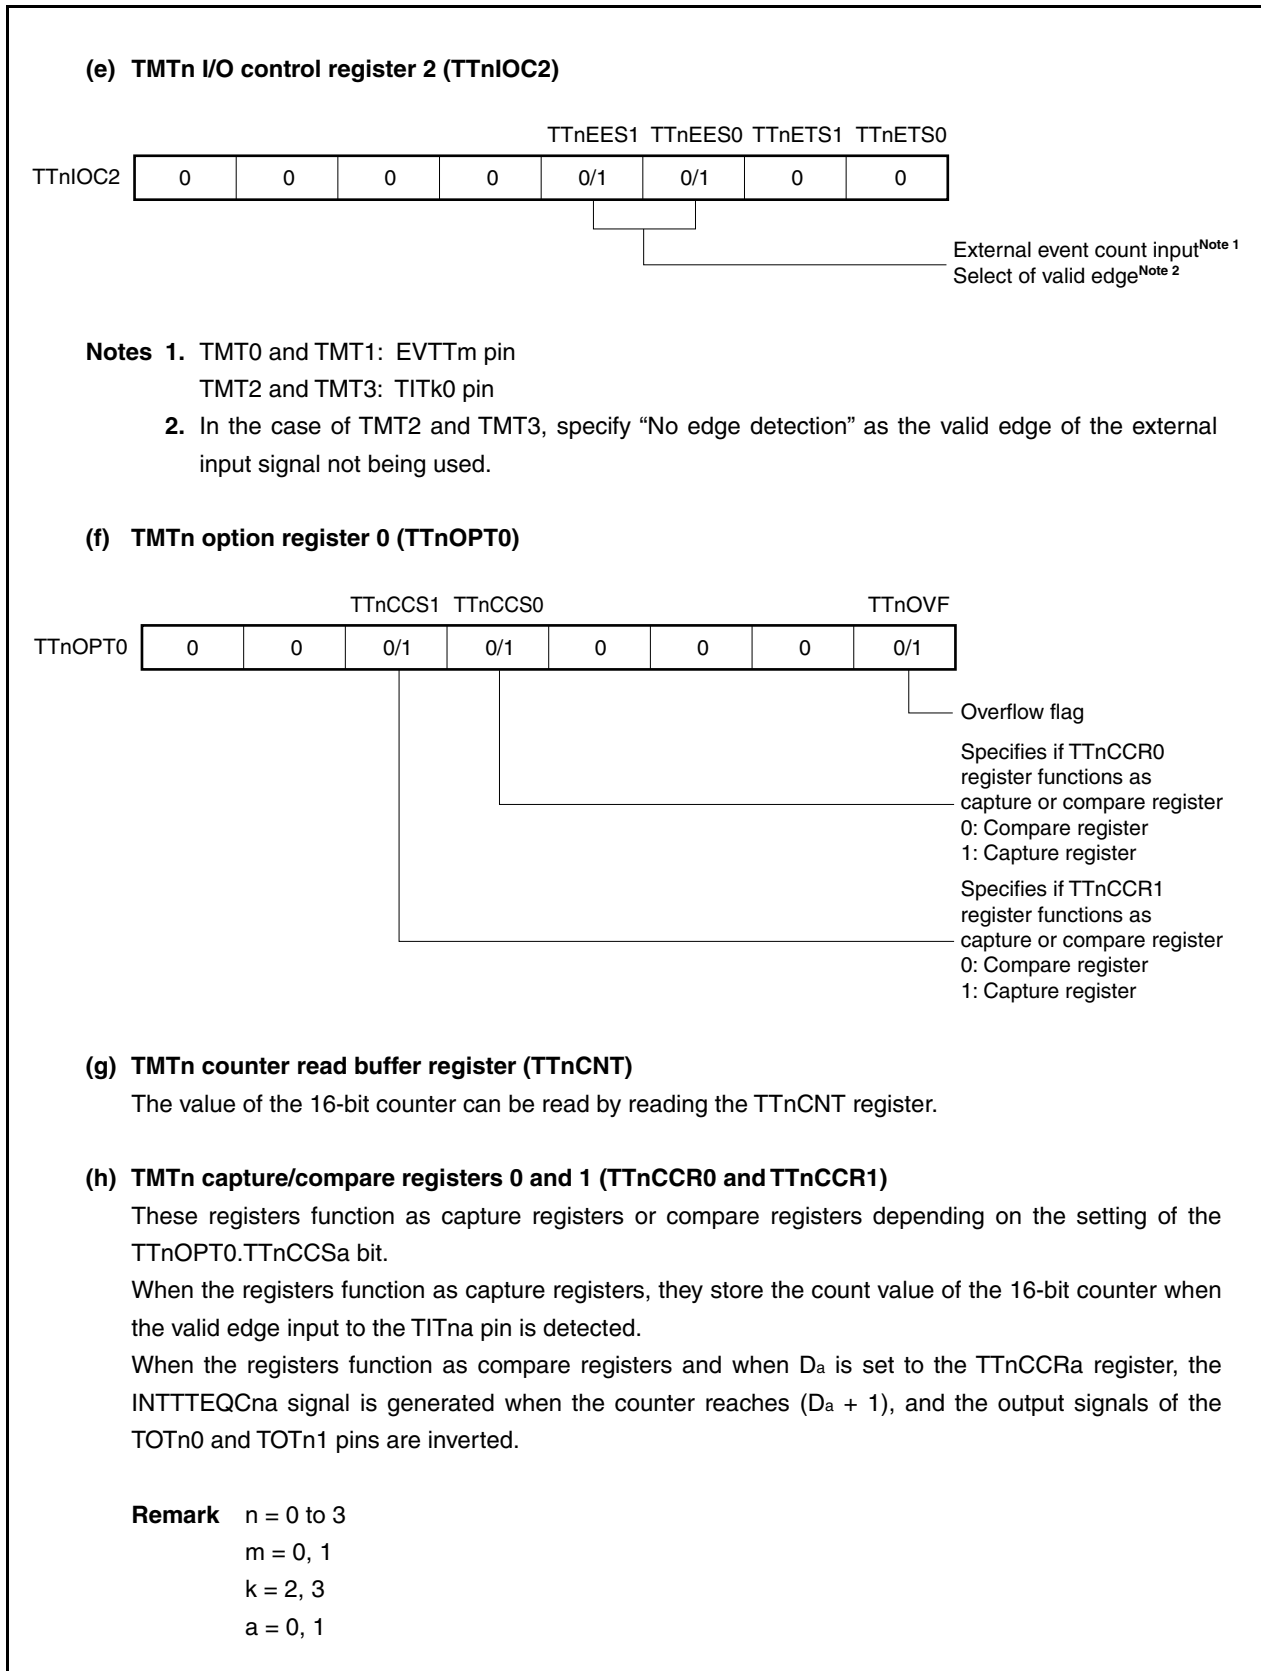 (e) TMTn I/O control register 2 (TTnIOC2)
TTnEES1 TTnEES0 TTnETS1 TTnETS0
TTnIOC2 0 0 0 0 0/1 0/1 0 0
External event count inputNote 1
Select of valid edgeNote 2
Notes 1. TMT0 and TMT1: EVTTm pin
TMT2 and TMT3: TITk0 pin
2. In the case of TMT2 and TMT3, specify “No edge detection” as the valid edge of the external
input signal not being used.
(f) TMTn option register 0 (TTnOPT0)
TTnCCS1 TTnCCS0 TTnOVF
TTnOPT0 0 0 0/1 0/1 0 0 0 0/1
Overflow flag
Specifies if TTnCCR0
register functions as
capture or compare register
0: Compare register
1: Capture register
Specifies if TTnCCR1
register functions as
capture or compare register
0: Compare register
1: Capture register
(g) TMTn counter read buffer register (TTnCNT)
The value of the 16-bit counter can be read by reading the TTnCNT register.
(h) TMTn capture/compare registers 0 and 1 (TTnCCR0 and TTnCCR1)
These registers function as capture registers or compare registers depending on the setting of the
TTnOPT0.TTnCCSa bit.
When the registers function as capture registers, they store the count value of the 16-bit counter when
the valid edge input to the TITna pin is detected.
When the registers function as compare registers and when Da is set to the TTnCCRa register, the
INTTTEQCna signal is generated when the counter reaches (Da + 1), and the output signals of the
TOTn0 and TOTn1 pins are inverted.
Remark n = 0 to 3
m = 0, 1
k = 2, 3
a = 0, 1